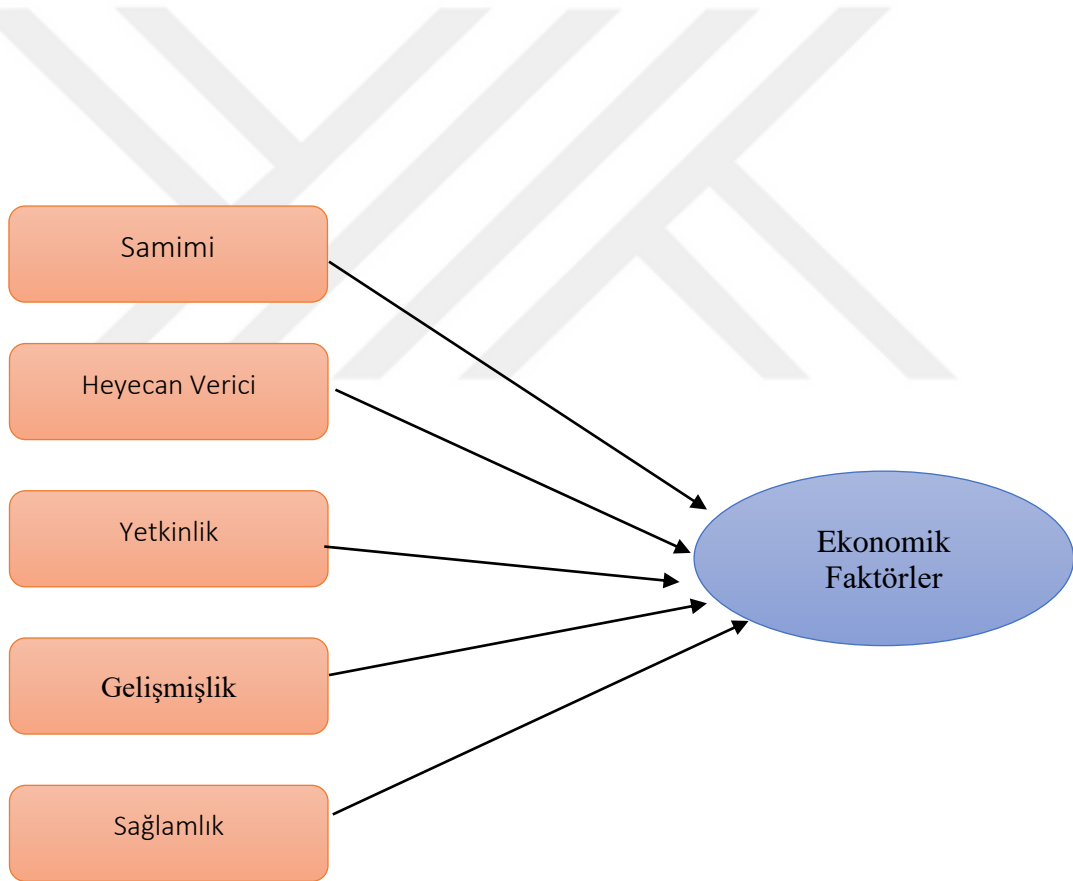 Samimi
Heyecan Verici
Yetkinlik
Ekonomik
Faktörler
Gelişmişlik
Sağlamlık